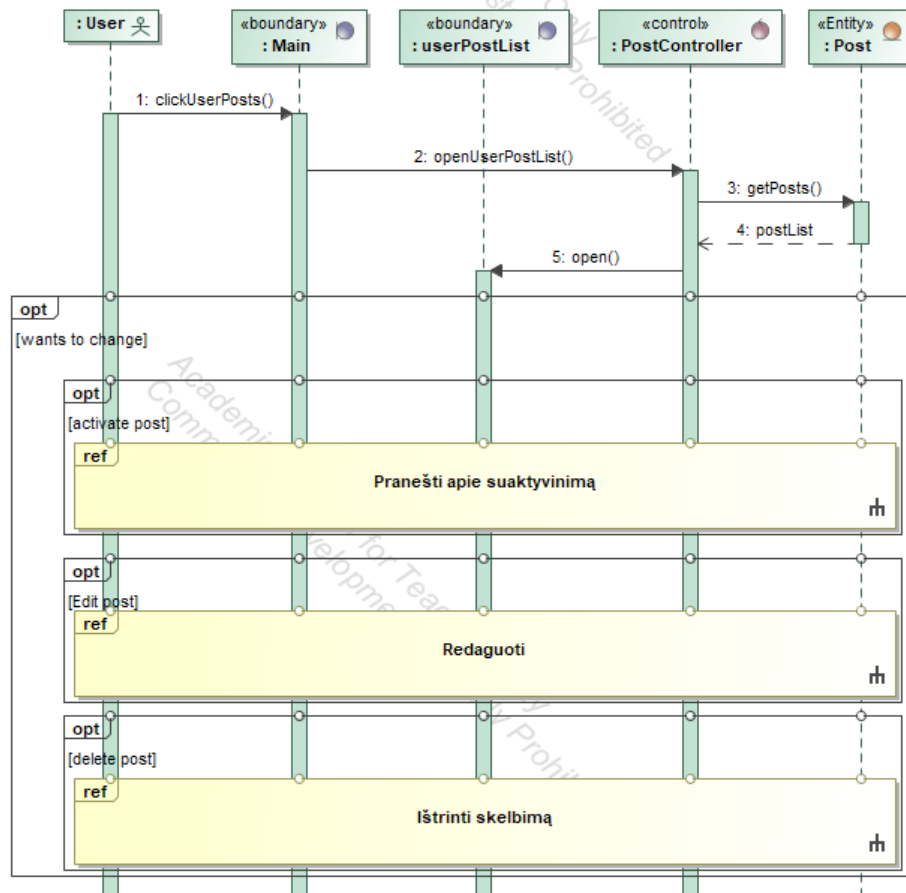 : User
«boundary»
: Main
«boundary»
: userPostList
«control»
: PostController
«Entity»
: Post
1: clickUserPosts()
2: openUserPostList()
3: getPosts()
4: postList
5: open()
opt
[wants to change]
opt
[activate post]
ref
Pranešti apie suaktyvinimą
opt
[Edit post]
ref
Redaguoti
opt
[delete post]
ref
Ištrinti skelbimą